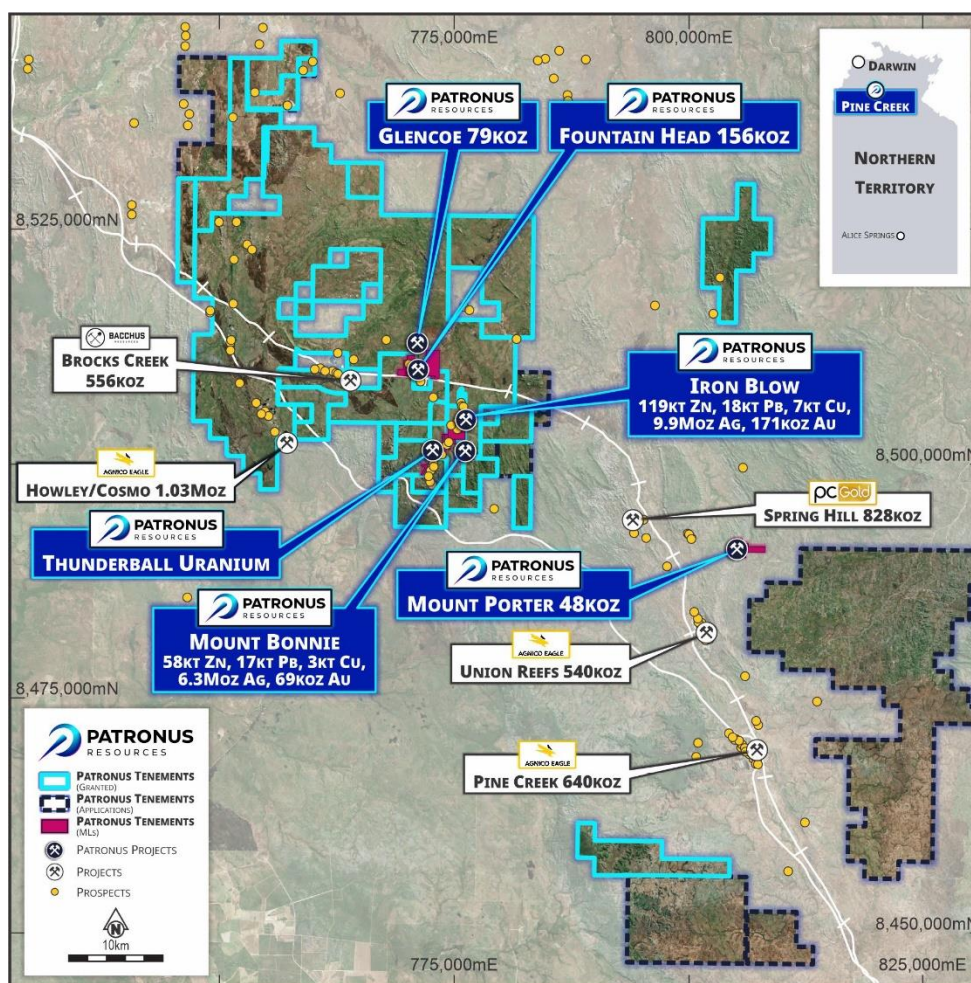 775,000mE
800,000mE
DARWIN
PINE CREEK
NORTHERN
TERRITORY
ALICE SPRINGS
PATRONUS
RESOURCES
GLENCOE 79KOZ
PATRONUS
RESOURCES
FOUNTAIN HEAD 156KOZ
8,525,000mN
BACCHUS
RESOURCES
BROCKS CREEK
556KOZ
PATRONUS
RESOURCES
IRON BLOW
119KT ZN, 18KT PB, 7KT CU,
9.9MOZ AG, 171KOZ AU
8,500,000mN
AGNICO EAGLE
HOWLEY/COSMO 1.03MOZ
pcGold
SPRING HILL 828KOZ
PATRONUS
RESOURCES
THUNDERBALL URANIUM
PATRONUS
RESOURCES
MOUNT PORTER 48KOZ
PATRONUS
RESOURCES
MOUNT BONNIE
58KT ZN, 17KT PB, 3KT CU,
6.3MOZ AG, 69KOZ AU
AGNICO EAGLE
UNION REEFS 540KOZ
8,475,000mN
AGNICO EAGLE
PINE CREEK 640KOZ
PATRONUS
RESOURCES
PATRONUS TENEMENTS
(GRANTED)
PATRONUS TENEMENTS
(APPLICATIONS)
PATRONUS TENEMENTS
(MLS)
PATRONUS PROJECTS
PROJECTS
PROSPECTS
N
10km
8,450,000mN
775,000mE
825,000mE